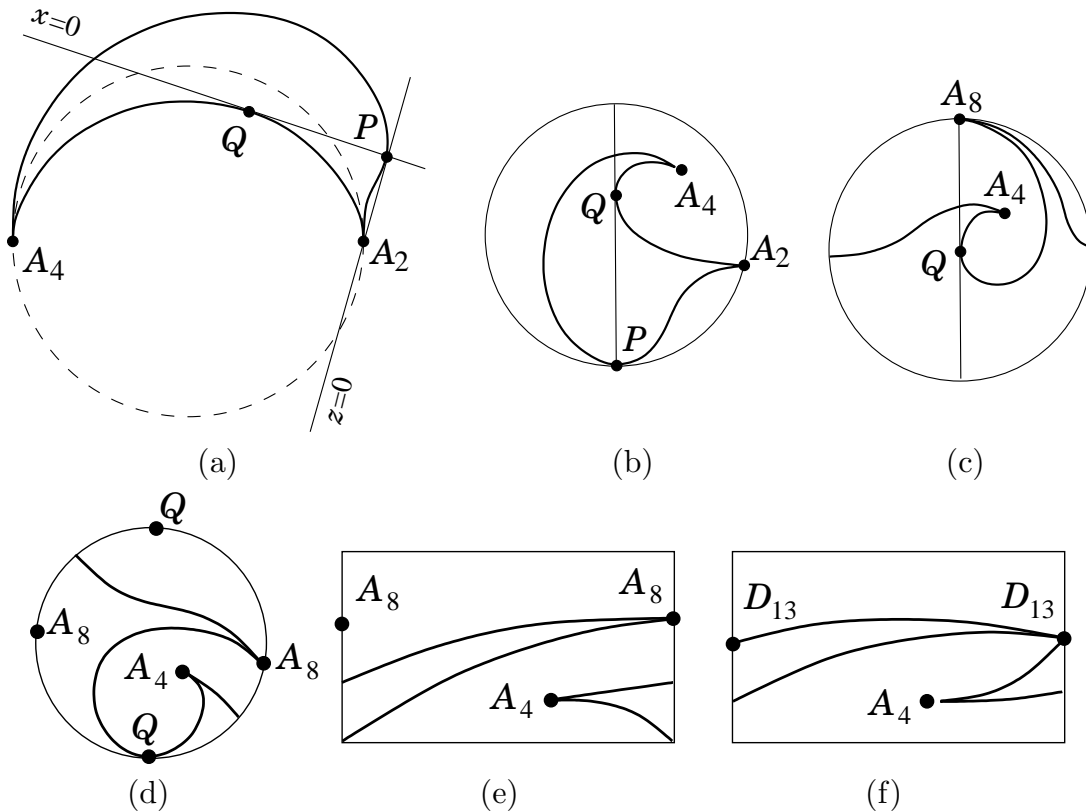 x=0
P
Q
A₄
A₂
z=0
(a)
Q
A₄
A₂
P
(b)
A₈
A₄
Q
(c)
Q
A₈
A₄
A₈
Q
(d)
A₈
A₈
A₄
(e)
D₁₃
D₁₃
A₄
(f)